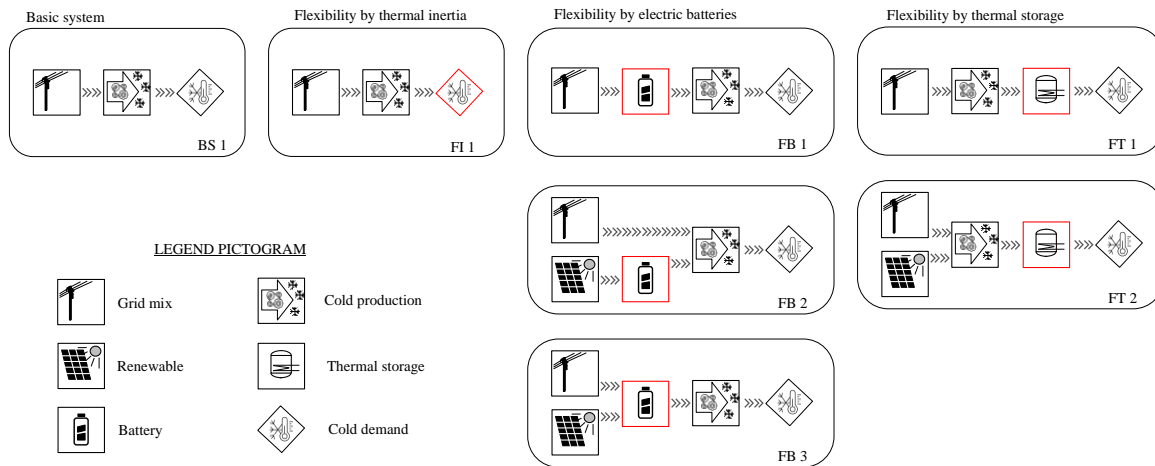 Basic system
Flexibility by thermal inertia
Flexibility by electric batteries
Flexibility by thermal storage
BS 1
FI 1
FB 1
FT 1
LEGEND PICTOGRAM
Grid mix
Cold production
Renewable
Thermal storage
Battery
Cold demand
FB 2
FT 2
FB 3